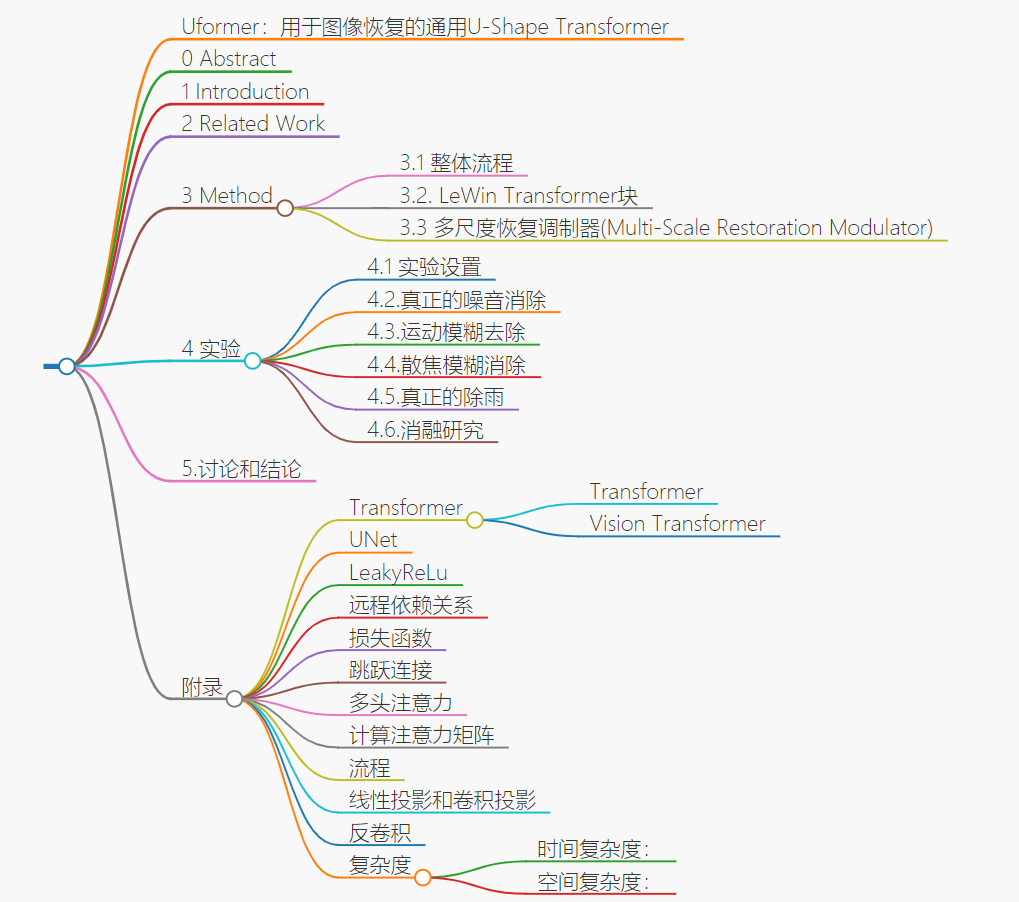 Uformer：用于图像恢复的通用U-Shape Transformer
0 Abstract
1 Introduction
2 Related Work
3 Method
3.1 整体流程
3.2. LeWin Transformer块
3.3 多尺度恢复调制器(Multi-Scale Restoration Modulator)
4 实验
4.1 实验设置
4.2.真正的噪音消除
4.3.运动模糊去除
4.4.散焦模糊消除
4.5.真正的除雨
4.6.消融研究
5.讨论和结论
附录
Transformer
Transformer
Vision Transformer
UNet
LeakyReLu
远程依赖关系
损失函数
跳跃连接
多头注意力
计算注意力矩阵
流程
线性投影和卷积投影
反卷积
复杂度
时间复杂度：
空间复杂度：